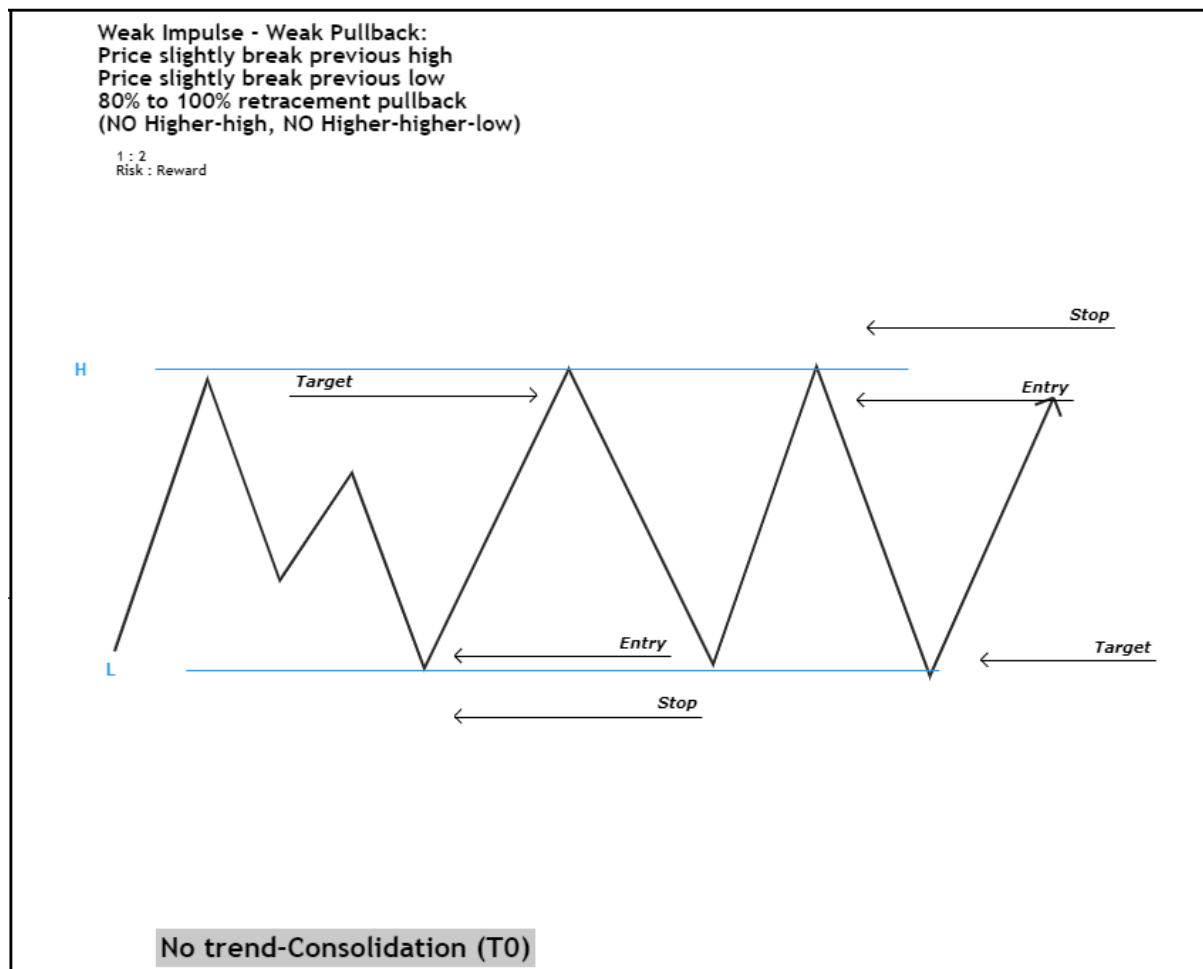 Weak Impulse - Weak Pullback:
Price slightly break previous high
Price slightly break previous low
80% to 100% retracement pullback
(NO Higher-high, NO Higher-higher-low)
1 : 2
Risk : Reward
Stop
H
Target
Entry
Entry
L
Target
Stop
No trend-Consolidation (T0)